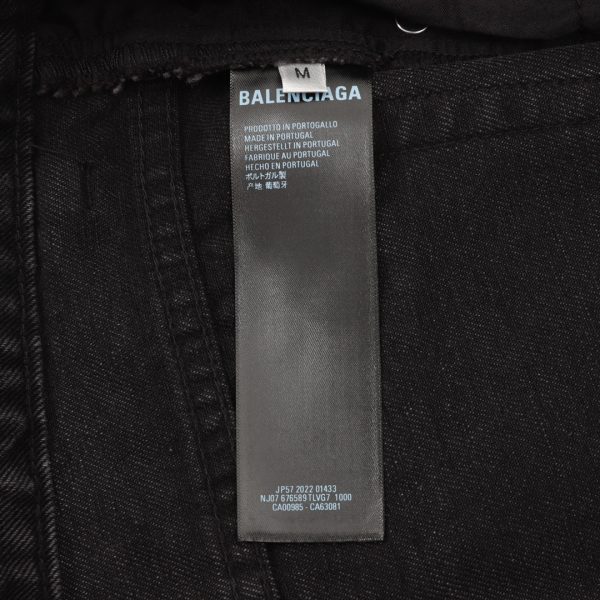 M
BALENCIAGA
PRODOTTO IN PORTOGALLO
MADE IN PORTUGAL
HERGESTELLT IN PORTUGAL
FABRIQUE AU PORTUGAL
HECHO EN PORTUGAL
ポルトガル製
产地 葡萄牙
JP57 2022 01433
NJ07 676589 TLVG7 1000
CA00985 - CA63081